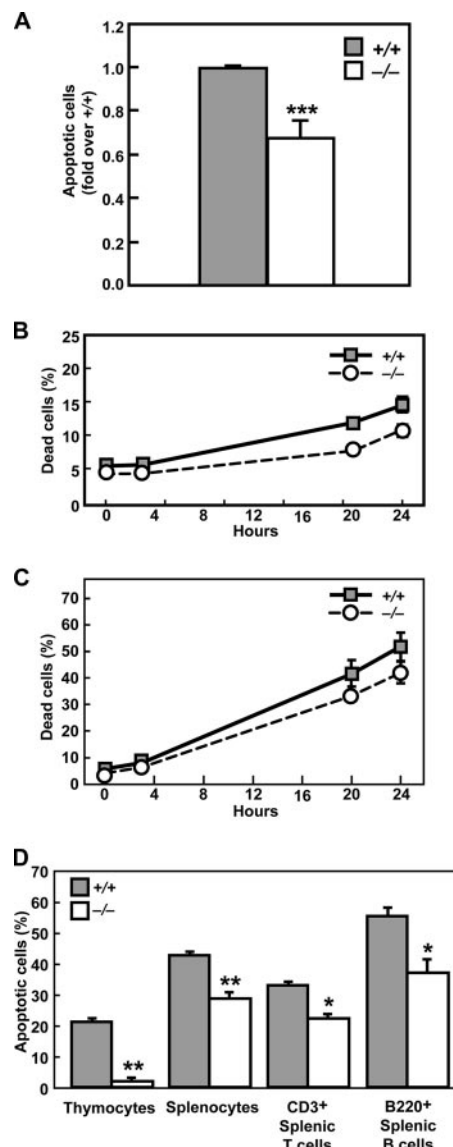 A
Apoptotic cells
(fold over +/+)
1.2
1.0
0.8
0.6
0.4
0.2
0.0
+/+
–/–
***
B
Dead cells (%)
25
20
15
10
5
0
+/+
–/–
0 4 8 12 16 20 24
Hours
C
Dead cells (%)
70
60
50
40
30
20
10
0
+/+
–/–
0 4 8 12 16 20 24
Hours
D
Apoptotic cells (%)
70
60
50
40
30
20
10
0
+/+
–/–
**
**
*
*
Thymocytes Splenocytes CD3+ B220+
Splenic Splenic
T cells B cells